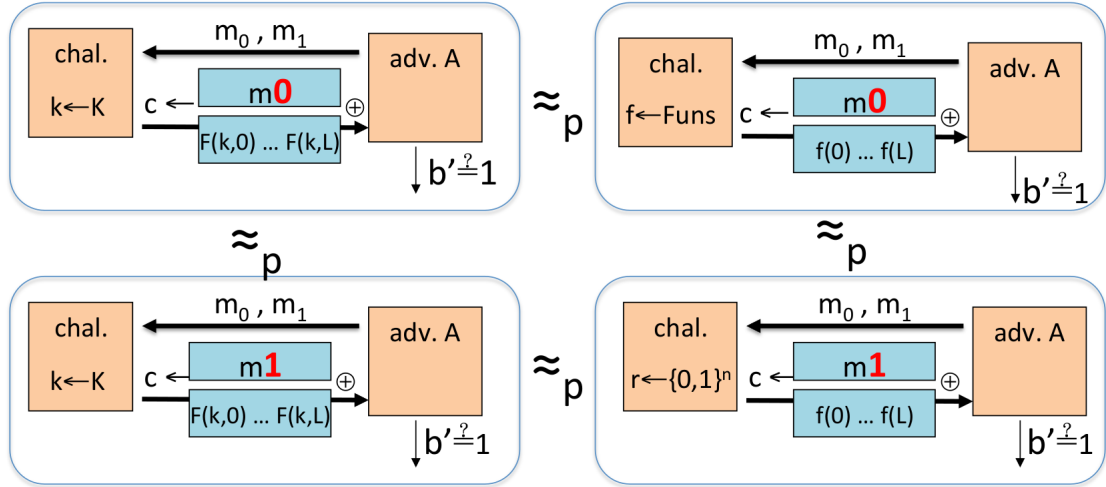 m₀ , m₁
chal.
k←K
adv. A
m0
c ←
⊕
F(k,0) ... F(k,L)
b'≟1
≈p
m₀ , m₁
chal.
f←Funs
adv. A
m0
c ←
⊕
f(0) ... f(L)
b'≟1
≈p
≈p
m₀ , m₁
chal.
k←K
adv. A
m1
c ←
⊕
F(k,0) ... F(k,L)
b'≟1
≈p
m₀ , m₁
chal.
r←{0,1}ⁿ
adv. A
m1
c ←
⊕
f(0) ... f(L)
b'≟1